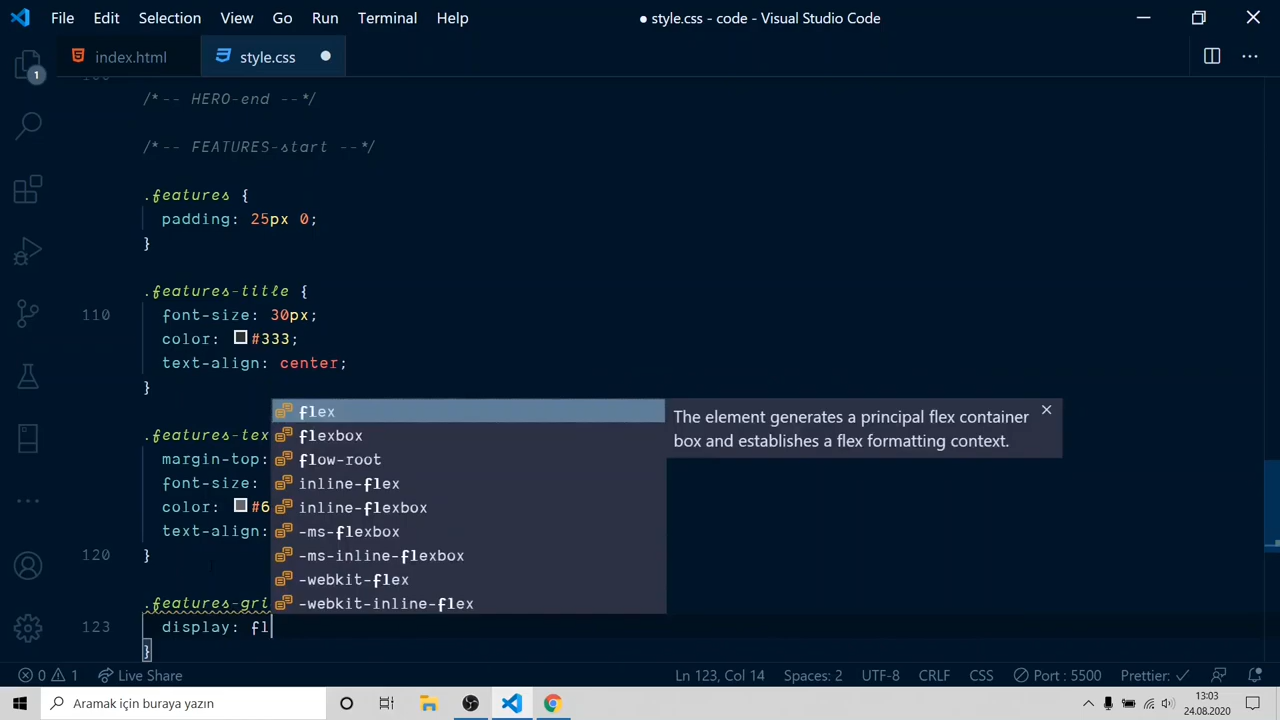 File Edit Selection View Go Run Terminal Help
● style.css - code - Visual Studio Code
index.html
style.css ●
1
/*-- HERO-end --*/
/*-- FEATURES-start --*/
.features {
padding: 25px 0;
}
.features-title {
110 font-size: 30px;
color: #333;
text-align: center;
}
.features-tex
margin-top:
font-size:
color: #6
text-align:
120 }
.features-gri
123 display: fl
}
flex
flexbox
flow-root
inline-flex
inline-flexbox
-ms-flexbox
-ms-inline-flexbox
-webkit-flex
-webkit-inline-flex
The element generates a principal flex container
box and establishes a flex formatting context.
0 1 Live Share Ln 123, Col 14 Spaces: 2 UTF-8 CRLF CSS Port : 5500 Prettier:
Aramak için buraya yazın
13:03
24.08.2020